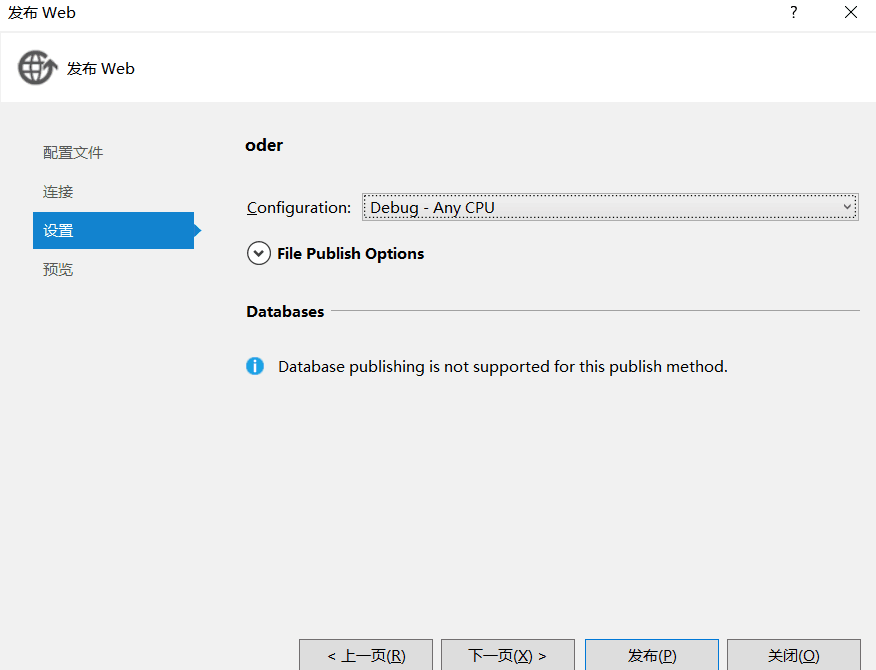 发布 Web
?
发布 Web
配置文件
连接
设置
预览
oder
Configuration: Debug - Any CPU
File Publish Options
Databases
Database publishing is not supported for this publish method.
< 上一页(R) 下一页(X) > 发布(P) 关闭(O)